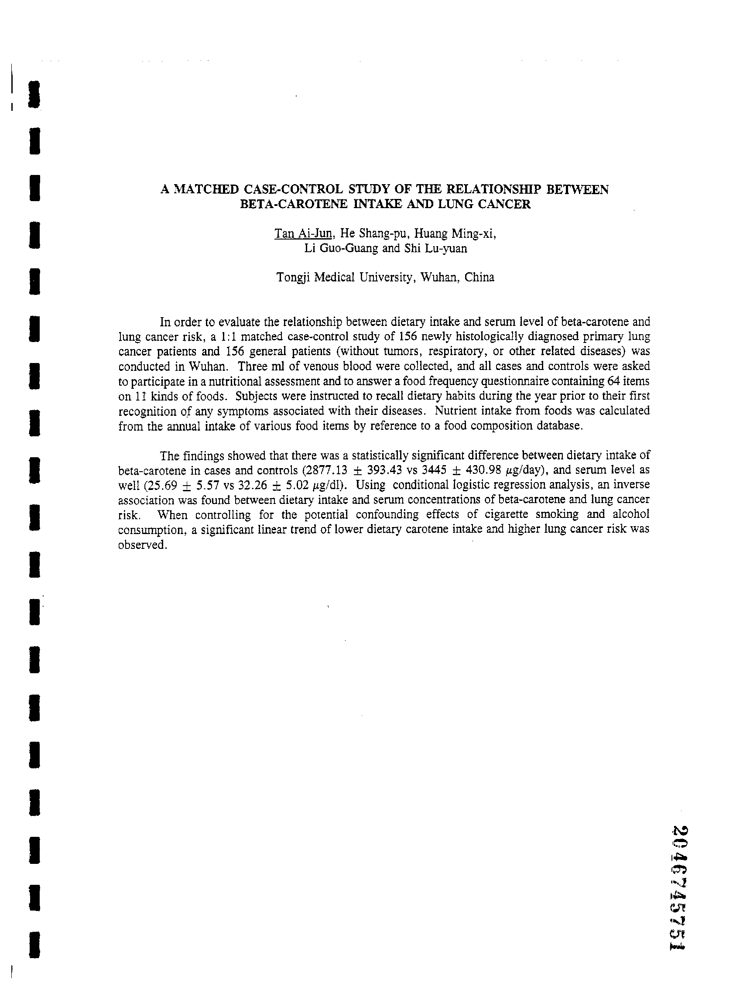 A MATCHED CASE-CONTROL STUDY OF THE RELATIONSHIP BETWEEN
BETA-CAROTENE INTAKE AND LUNG CANCER
Tan Ai-Jun, He Shang-pu, Huang Ming-xi,
Li Guo-Guang and Shi Lu-yuan
Tongji Medical University, Wuhan, China
In order to evaluate the relationship between dietary intake and serum level of beta-carotene and
lung cancer risk, a 1:1 matched case-control study of 156 newly histologically diagnosed primary lung
cancer patients and 156 general patients (without tumors, respiratory, or other related diseases) was
conducted in Wuhan. Three ml of venous blood were collected, and all cases and controls were asked
to participate in a nutritional assessment and to answer a food frequency questionnaire containing 64 items
on 11 kinds of foods. Subjects were instructed to recall dietary habits during the year prior to their first
recognition of any symptoms associated with their diseases. Nutrient intake from foods was calculated
from the annual intake of various food items by reference to a food composition database.
The findings showed that there was a statistically significant difference between dietary intake of
beta-carotene in cases and controls (2877.13 ± 393.43 vs 3445 ± 430.98 µg/day), and serum level as
well (25.69 ± 5.57 vs 32.26 ± 5.02 µg/dl). Using conditional logistic regression analysis, an inverse
association was found between dietary intake and serum concentrations of beta-carotene and lung cancer
risk. When controlling for the potential confounding effects of cigarette smoking and alcohol
consumption, a significant linear trend of lower dietary carotene intake and higher lung cancer risk was
observed.
2046745751